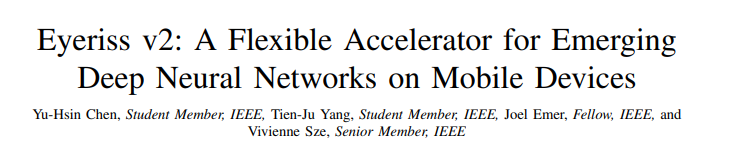 Eyeriss v2: A Flexible Accelerator for Emerging
Deep Neural Networks on Mobile Devices
Yu-Hsin Chen, Student Member, IEEE, Tien-Ju Yang, Student Member, IEEE, Joel Emer, Fellow, IEEE, and
Vivienne Sze, Senior Member, IEEE